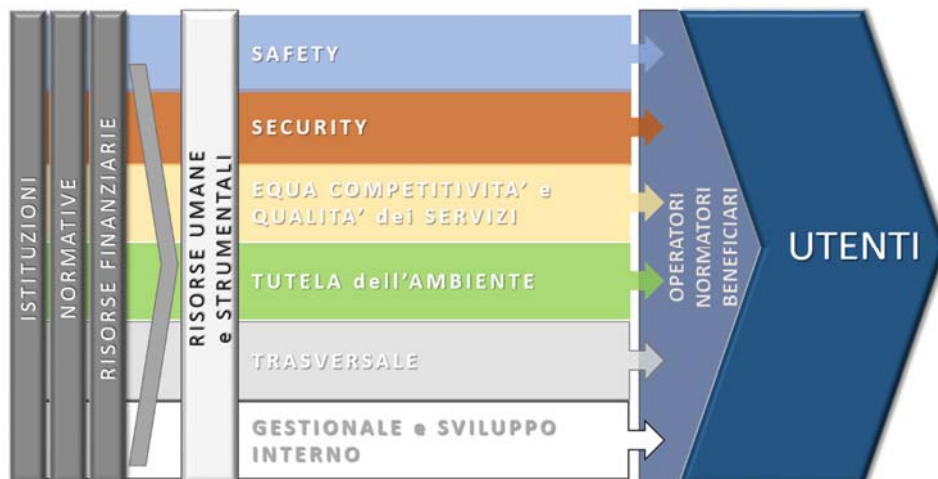 ISTITUZIONI
NORMATIVE
RISORSE FINANZIARIE
RISORSE UMANE
e STRUMENTALI
SAFETY
SECURITY
EQUA COMPETITIVITA' e
QUALITA' dei SERVIZI
TUTELA dell'AMBIENTE
TRASVERSALE
GESTIONALE e SVILUPPO
INTERNO
OPERATORI
NORMATORI
BENEFICIARI
UTENTI